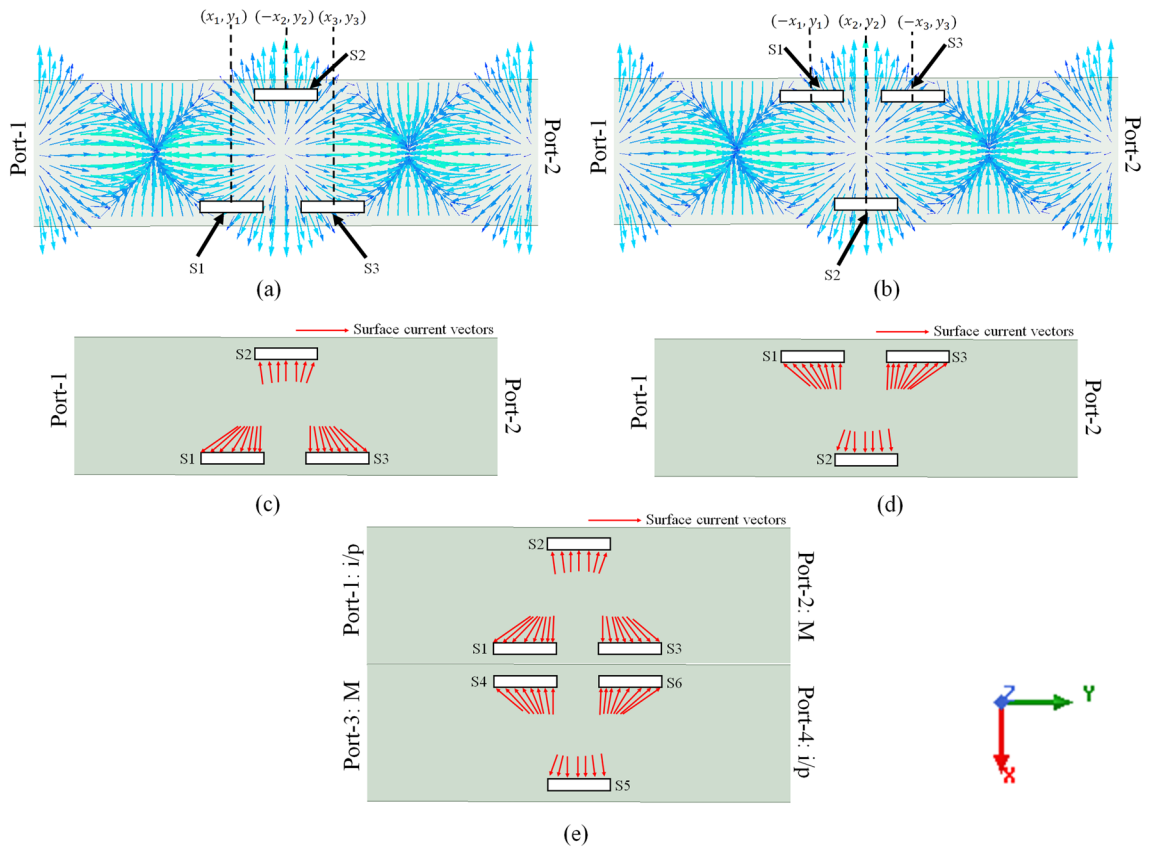 (x₁, y₁) (−x₂, y₂) (x₃, y₃)
S2
Port-1
Port-2
S1
S3
(a)
(−x₁, y₁) (x₂, y₂) (−x₃, y₃)
S1
S3
Port-1
Port-2
S2
(b)
Surface current vectors
S2
Port-1
Port-2
S1
S3
(c)
Surface current vectors
S1
S3
Port-1
Port-2
S2
(d)
Surface current vectors
S2
Port-1: i/p
Port-2: M
S1
S3
S4
S6
Port-3: M
Port-4: i/p
S5
(e)
Z
Y
X